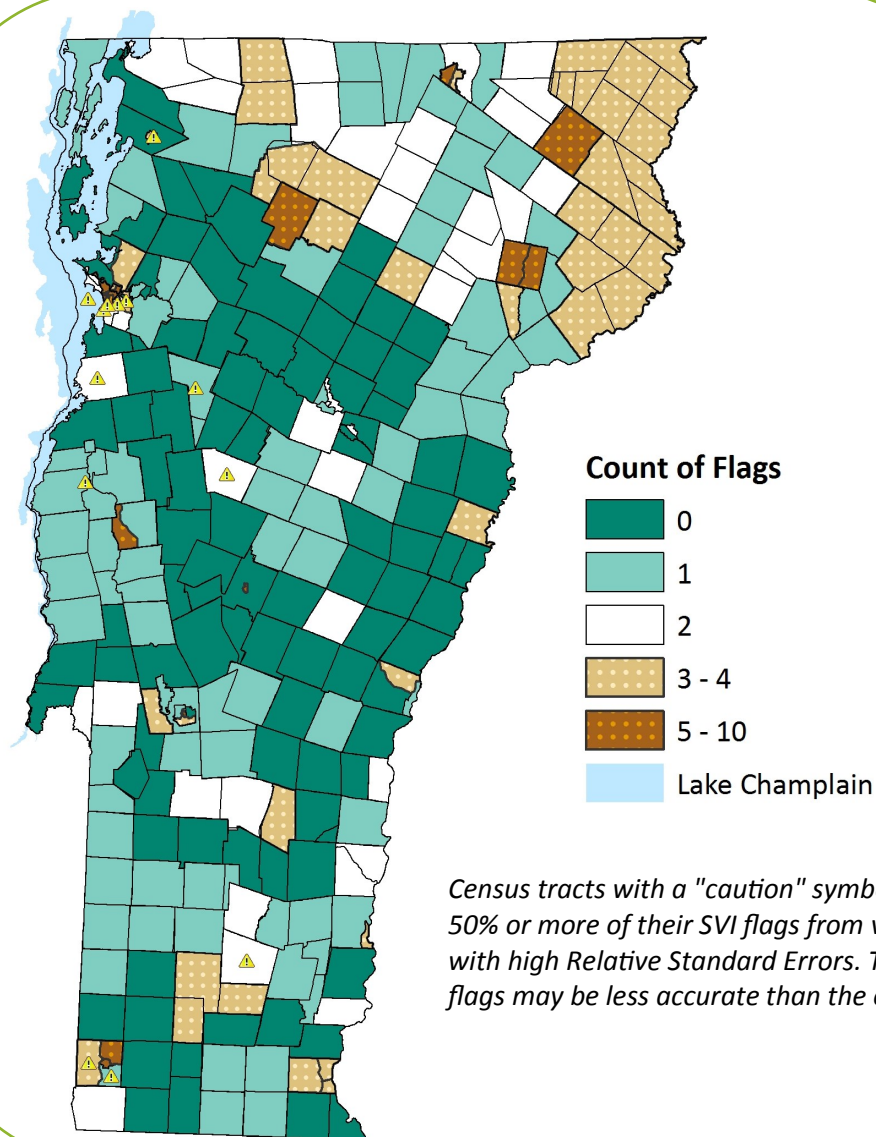 Count of Flags
0
1
2
3 - 4
5 - 10
Lake Champlain
Census tracts with a "caution"
50% or more of their SVI flags from
with high Relative Standard Errors.
flags may be less accurate than the